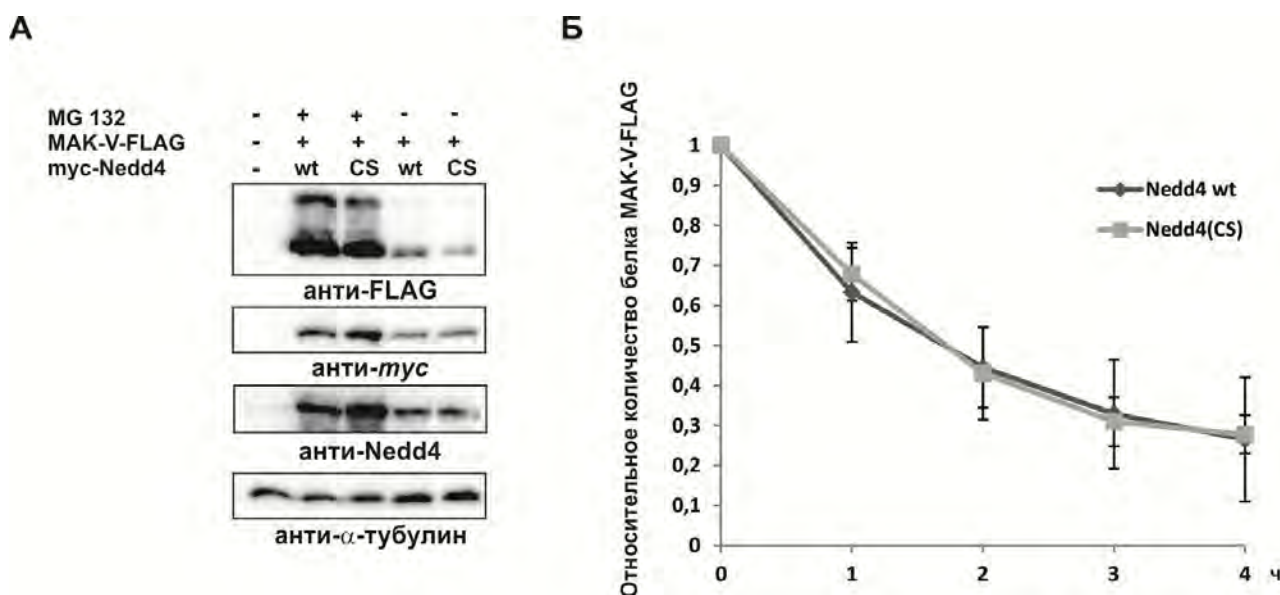 А
MG 132 - + + - -
MAK-V-FLAG - + + + +
myc-Nedd4 - wt CS wt CS
анти-FLAG
анти-myc
анти-Nedd4
анти-α-тубулин
Б
Относительное количество белка MAK-V-FLAG
1
0,9
0,8
0,7
0,6
0,5
0,4
0,3
0,2
0,1
0
0 1 2 3 4 ч
Nedd4 wt
Nedd4(CS)